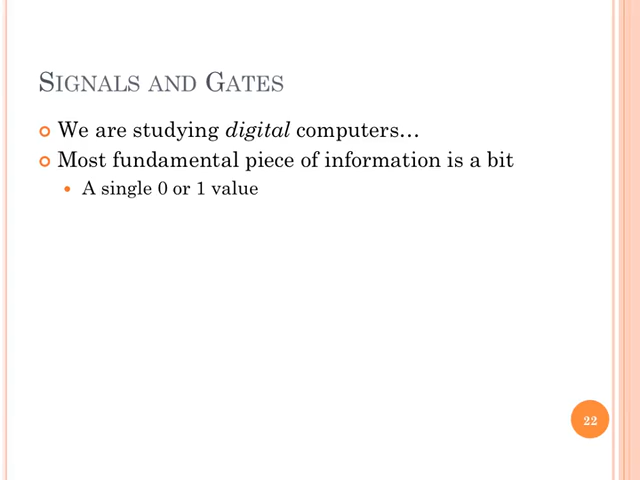 Signals and Gates
We are studying digital computers…
Most fundamental piece of information is a bit
A single 0 or 1 value
22